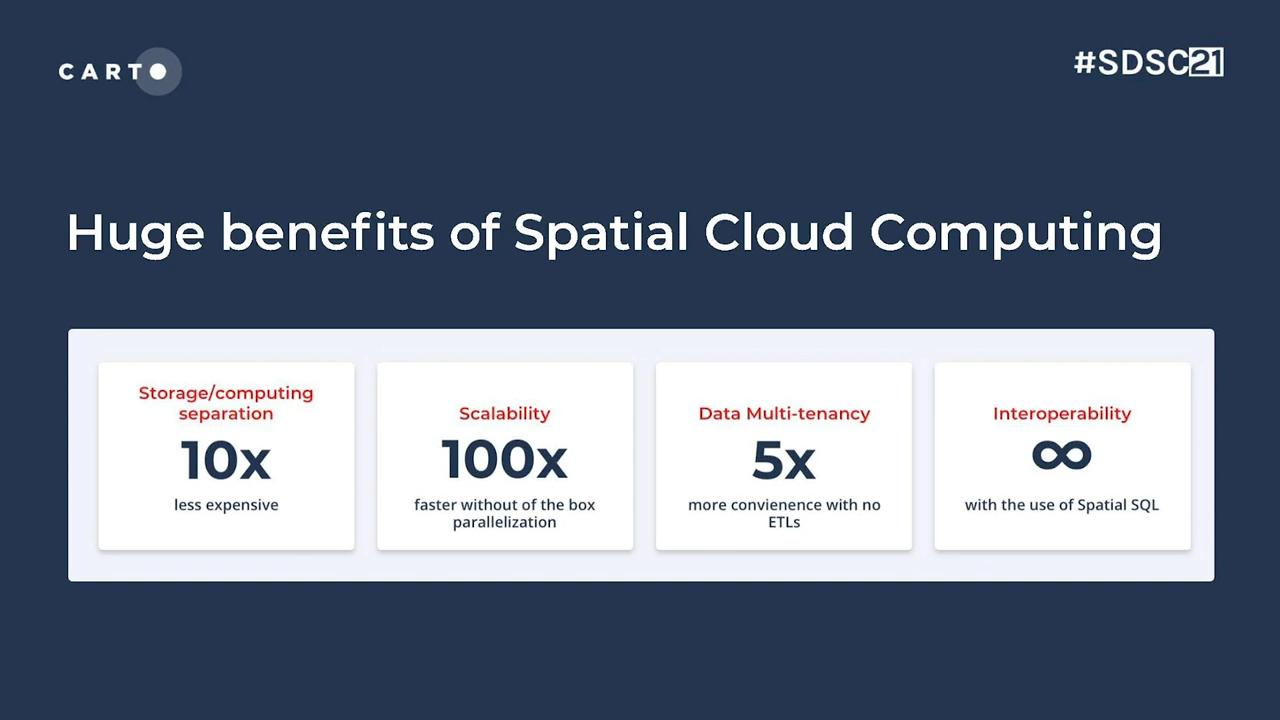 CARTO
#SDSC21
Huge benefits of Spatial Cloud Computing
Storage/computing
separation
10x
less expensive
Scalability
100x
faster without of the box
parallelization
Data Multi-tenancy
5x
more convienence with no
ETLs
Interoperability
∞
with the use of Spatial SQL